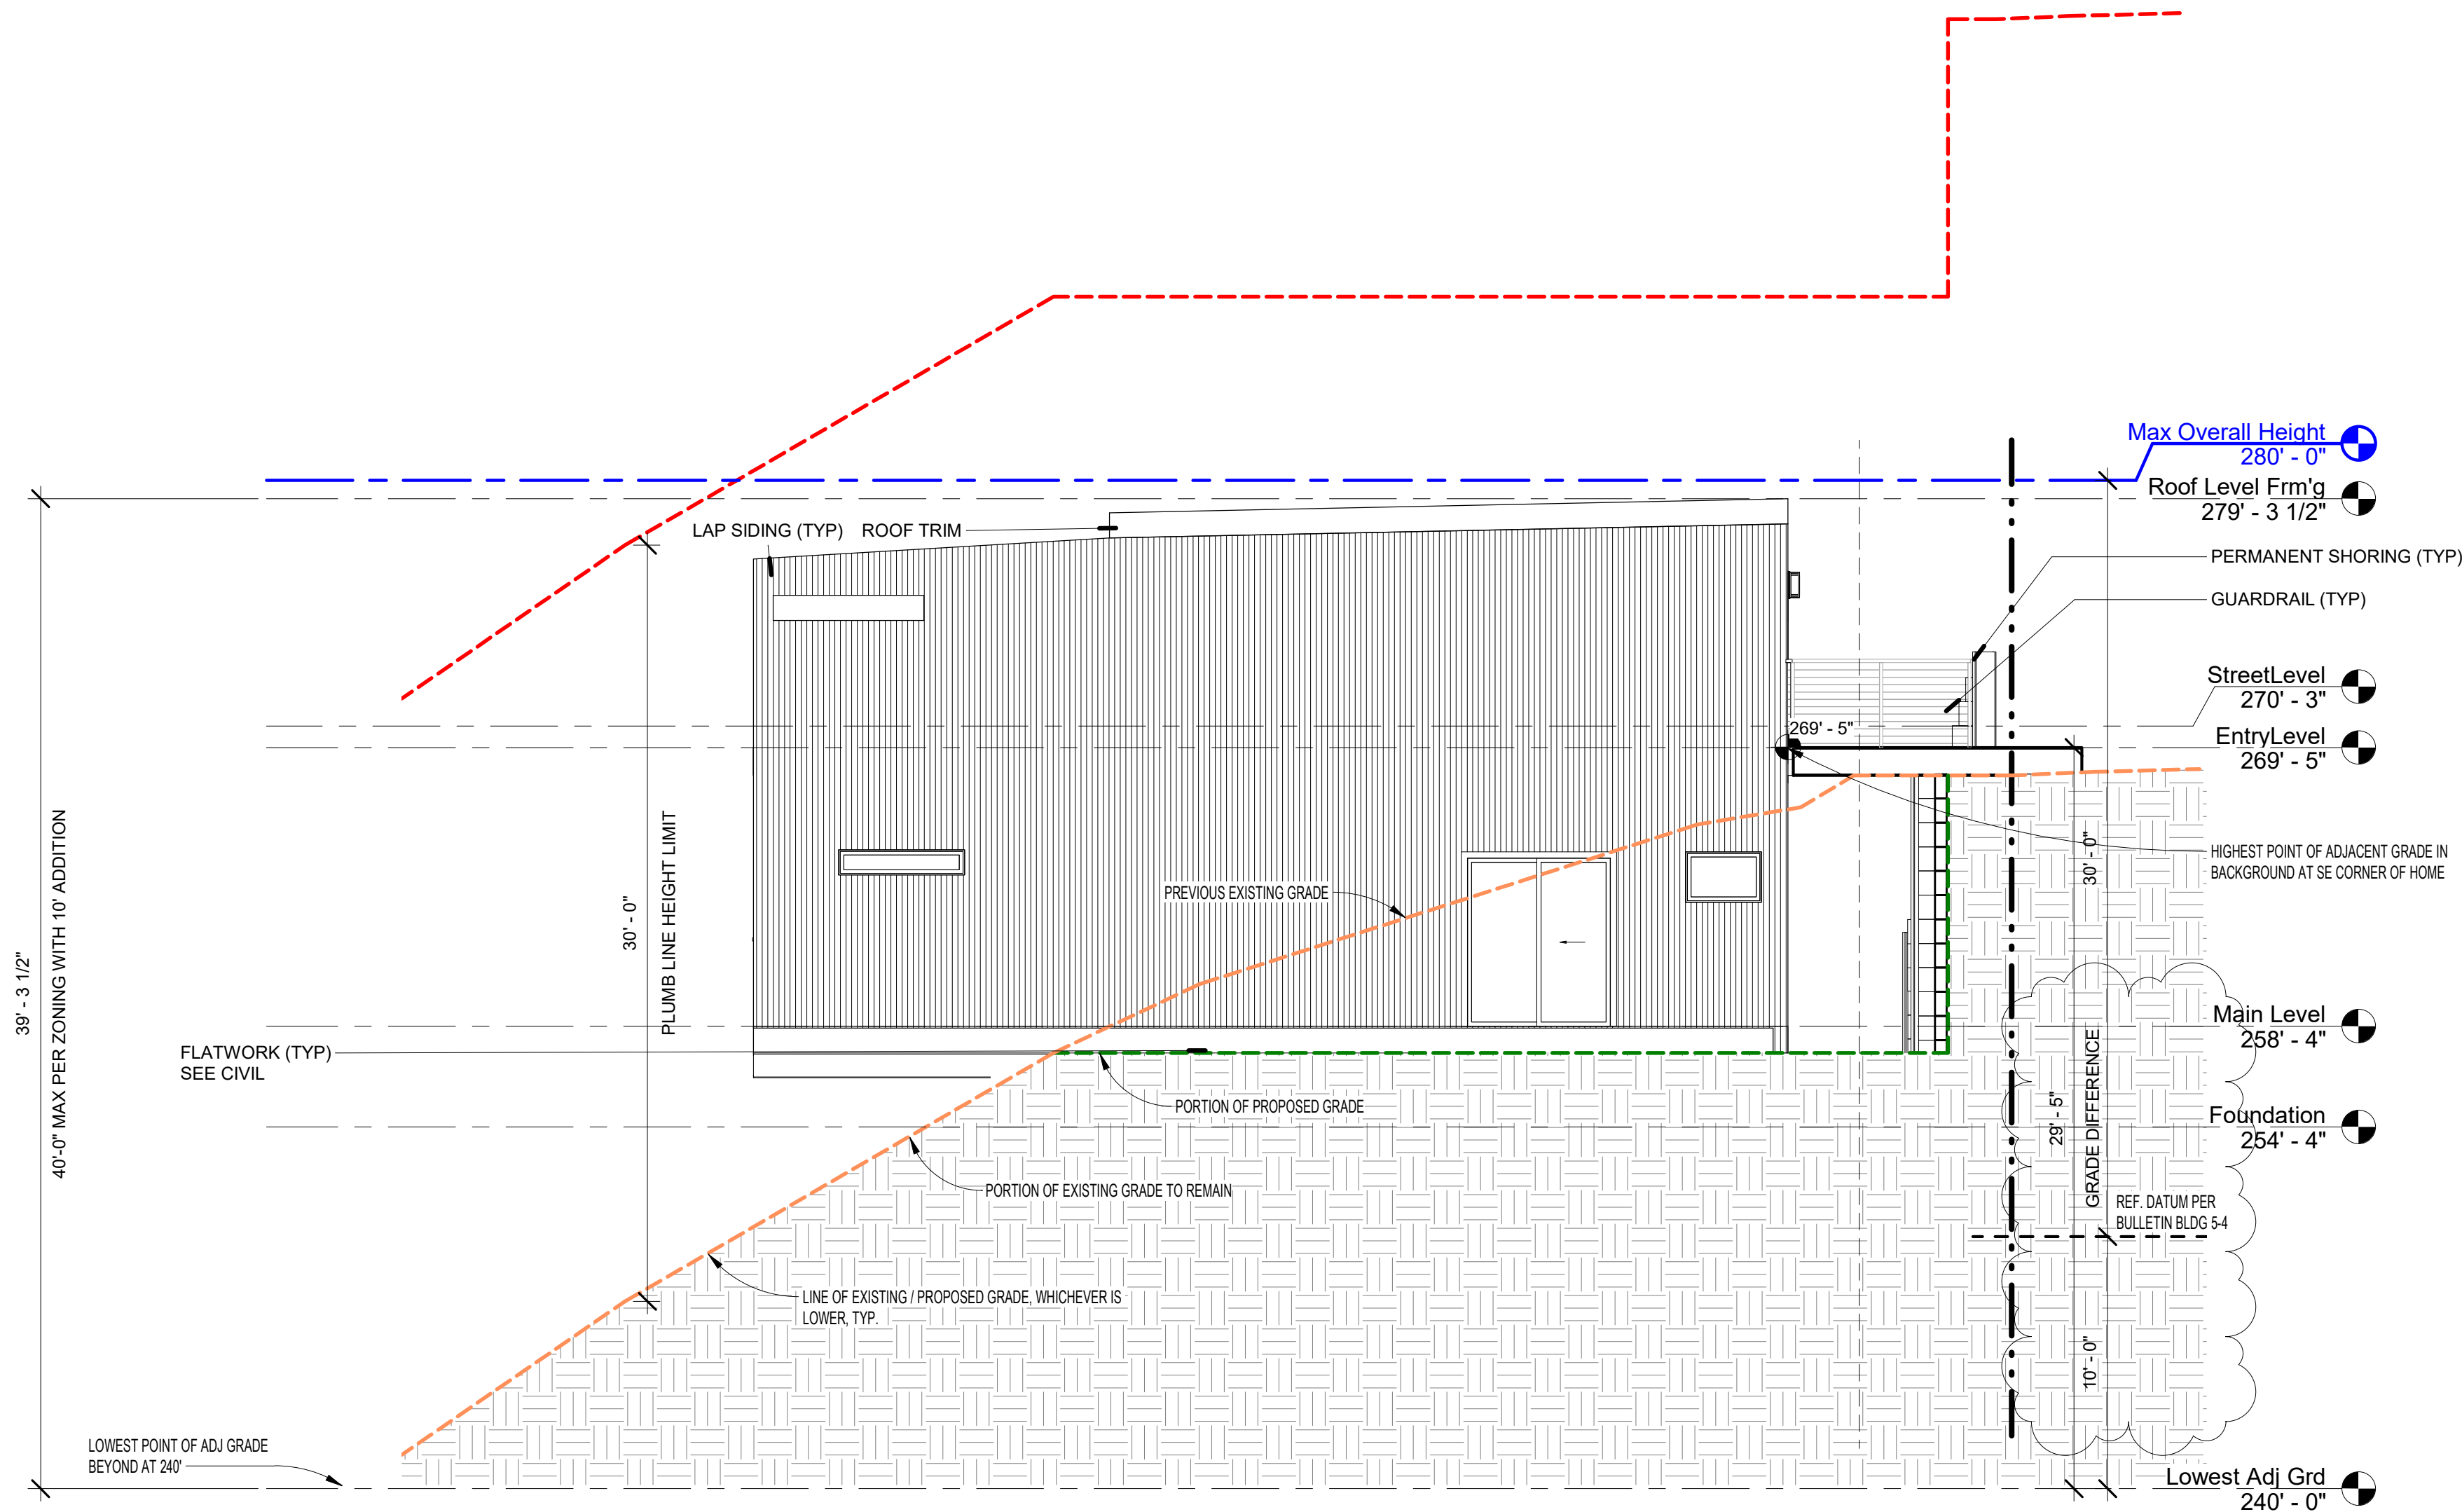 Max Overall Height
280' - 0"
Roof Level Frm'g
279' - 3 1/2"
LAP SIDING (TYP)
ROOF TRIM
PERMANENT SHORING (TYP)
GUARDRAIL (TYP)
StreetLevel
270' - 3"
269' - 5"
EntryLevel
269' - 5"
HIGHEST POINT OF ADJACENT GRADE IN
BACKGROUND AT SE CORNER OF HOME
30' - 0"
PREVIOUS EXISTING GRADE
30' - 0"
PLUMB LINE HEIGHT LIMIT
39' - 3 1/2"
40'-0" MAX PER ZONING WITH 10' ADDITION
Main Level
258' - 4"
FLATWORK (TYP)
SEE CIVIL
PORTION OF PROPOSED GRADE
29' - 5"
GRADE DIFFERENCE
Foundation
254' - 4"
PORTION OF EXISTING GRADE TO REMAIN
REF. DATUM PER
BULLETIN BLDG 5-4
LINE OF EXISTING / PROPOSED GRADE, WHICHEVER IS
LOWER, TYP.
10' - 0"
LOWEST POINT OF ADJ GRADE
BEYOND AT 240'
Lowest Adj Grd
240' - 0"